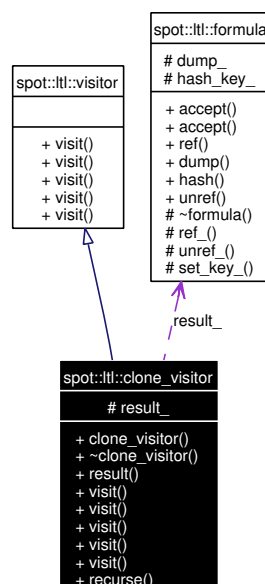 spot::ltl::formula
# dump_
# hash_key_
+ accept()
+ accept()
+ ref()
+ dump()
+ hash()
+ unref()
# ~formula()
# ref_()
# unref_()
# set_key_()
spot::ltl::visitor
+ visit()
+ visit()
+ visit()
+ visit()
+ visit()
result_
spot::ltl::clone_visitor
# result_
+ clone_visitor()
+ ~clone_visitor()
+ result()
+ visit()
+ visit()
+ visit()
+ visit()
+ visit()
+ recurse()